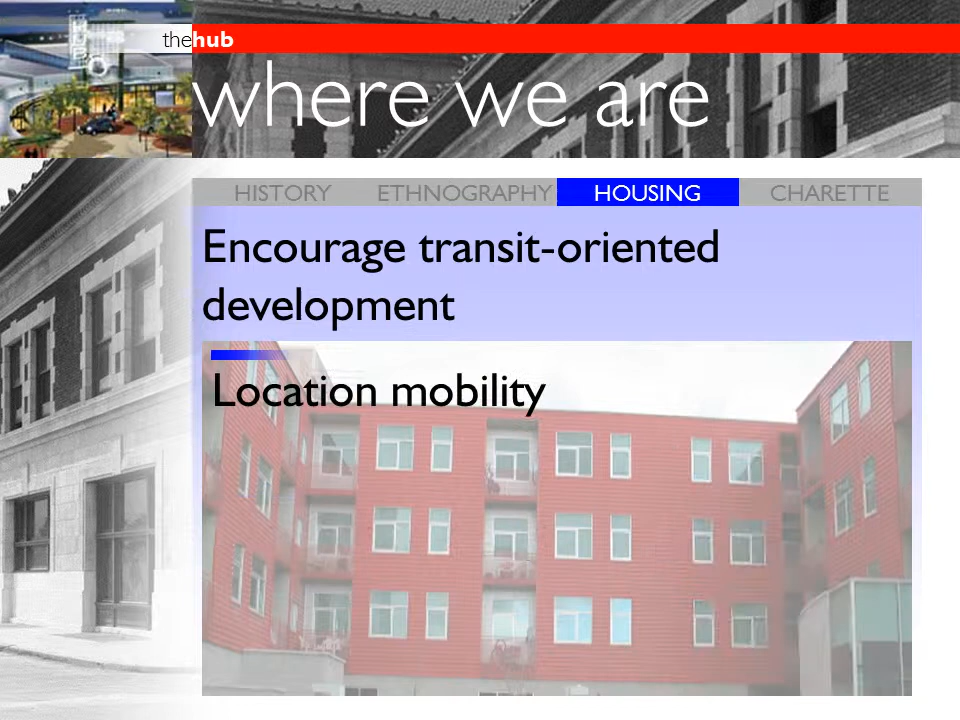 thehub
where we are
HISTORY ETHNOGRAPHY HOUSING CHARETTE
Encourage transit-oriented
development
Location mobility